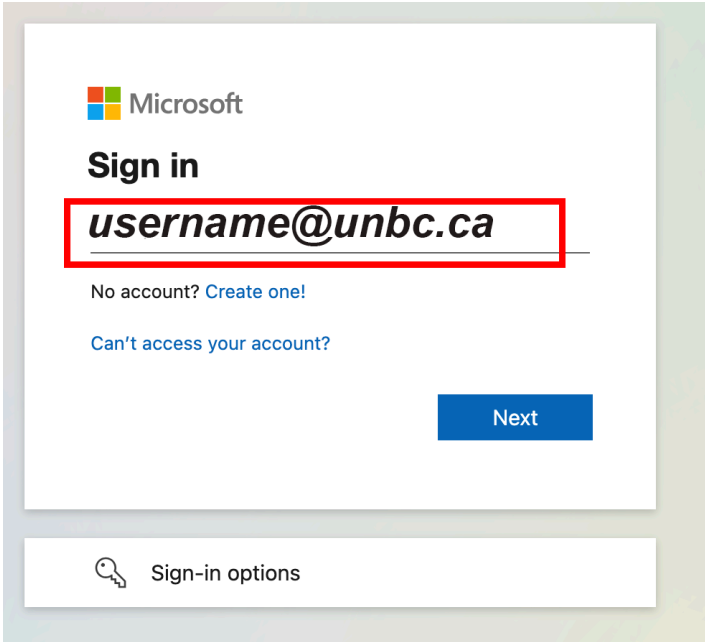 Microsoft
Sign in
username@unbc.ca
No account? Create one!
Can’t access your account?
Next
Sign-in options